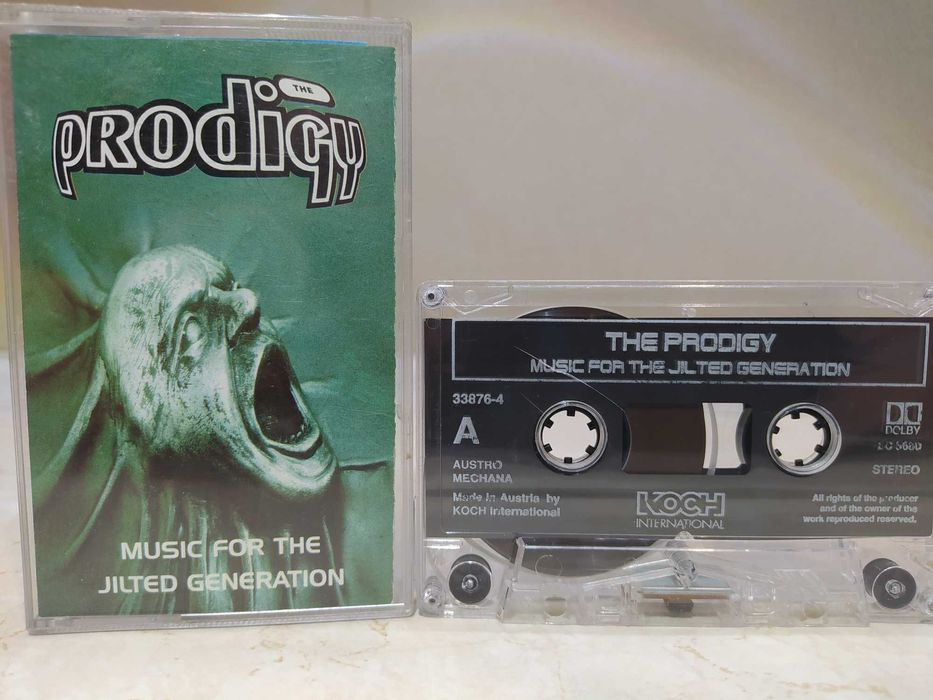 THE
PRODIGY
MUSIC FOR THE
JILTED GENERATION
THE PRODIGY
MUSIC FOR THE JILTED GENERATION
33876-4
A
AUSTRO
MECHANA
Made in Austria by
KOCH International
KOCH
INTERNATIONAL
DOLBY
LC 5680
STEREO
All rights of the producer
and of the owner of the
work reproduced reserved.